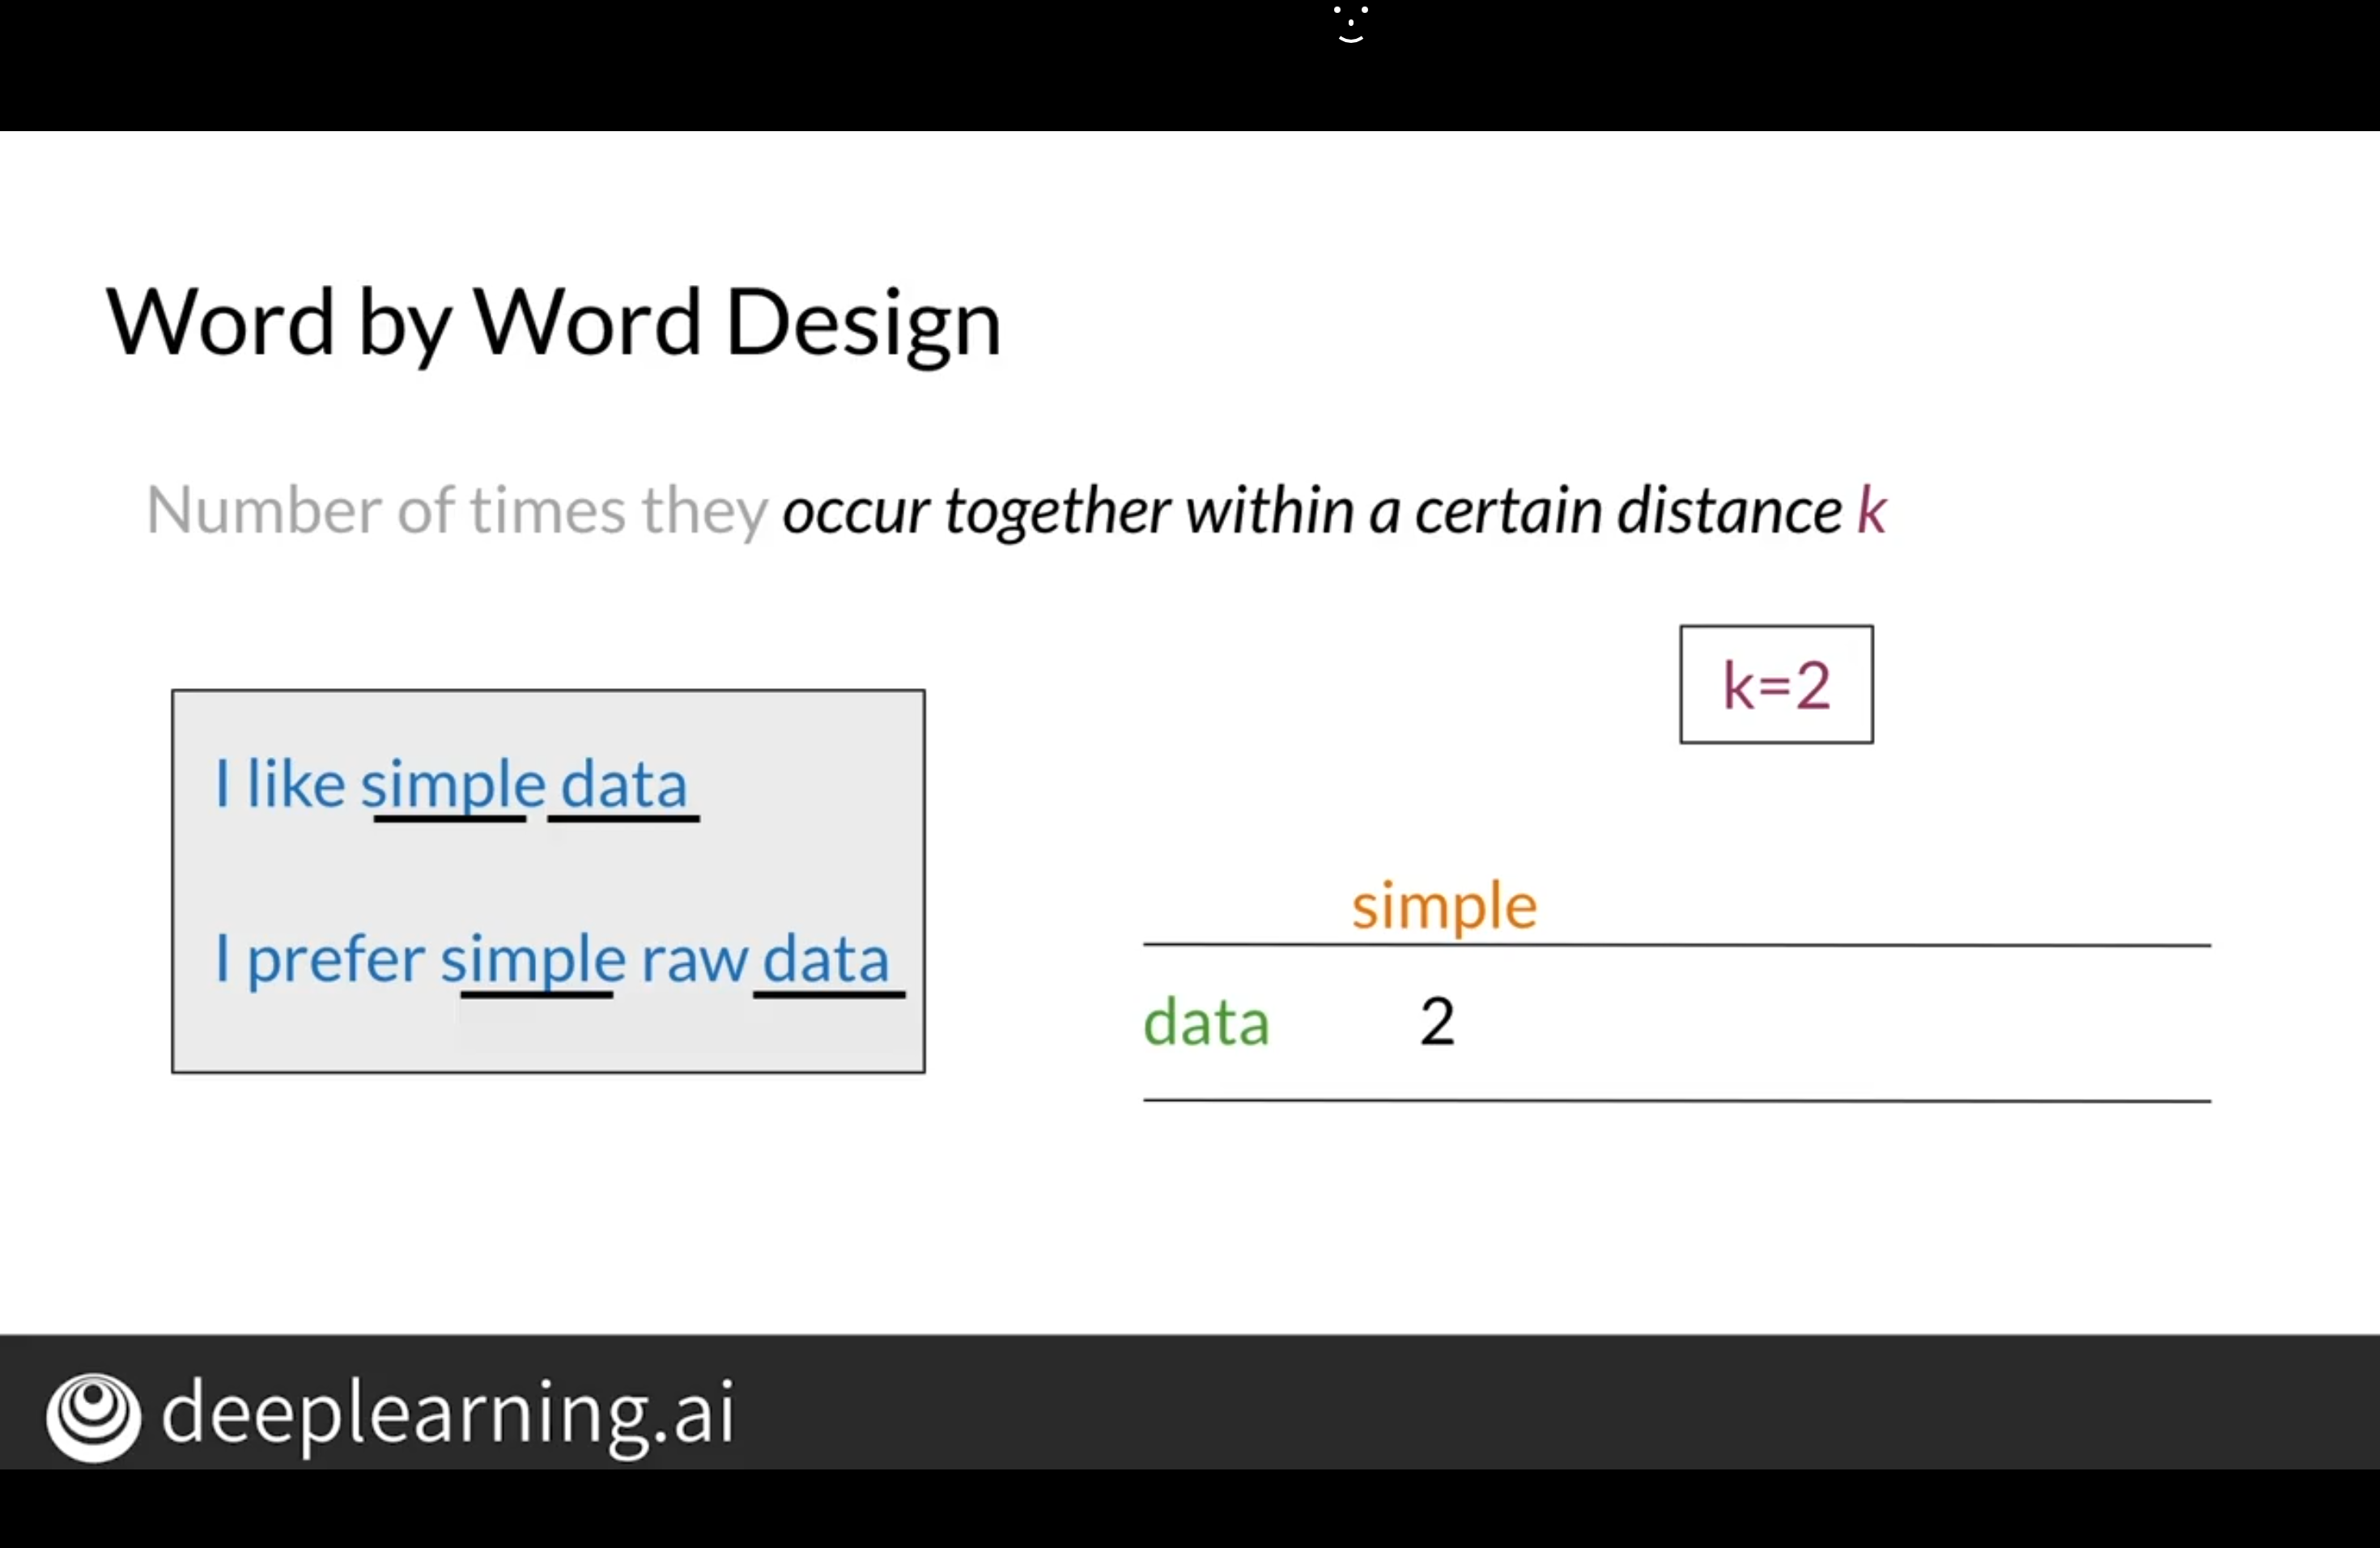 Word by Word Design
Number of times they occur together within a certain distance k
k=2
I like simple data
I prefer simple raw data
simple
data 2
deeplearning.ai